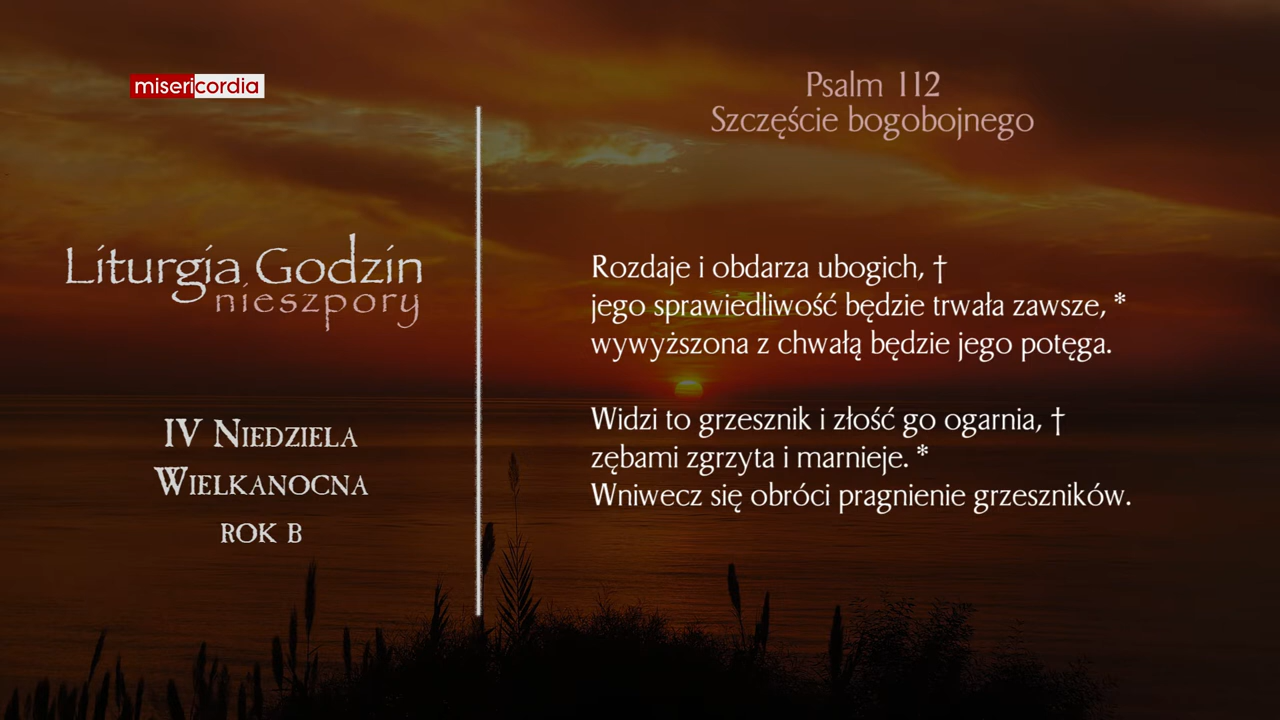 misericordia
Liturgia Godzin
nieszpory
IV Niedziela
Wielkanocna
rok B
Psalm 112
Szczęście bogobojnego
Rozdaje i obdarza ubogich, †
jego sprawiedliwość będzie trwała zawsze, *
wywyższona z chwałą będzie jego potęga.
Widzi to grzesznik i złość go ogarnia, †
zębami zgrzyta i marnieje. *
Wniwecz się obróci pragnienie grzeszników.